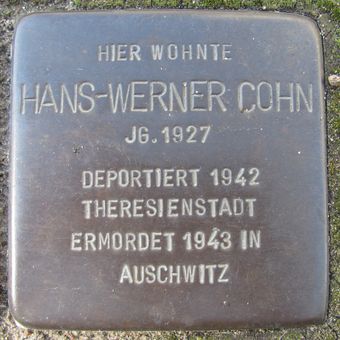 HIER WOHNTE
HANS-WERNER COHN
JG. 1927
DEPORTIERT 1942
THERESIENSTADT
ERMORDET 1943 IN
AUSCHWITZ